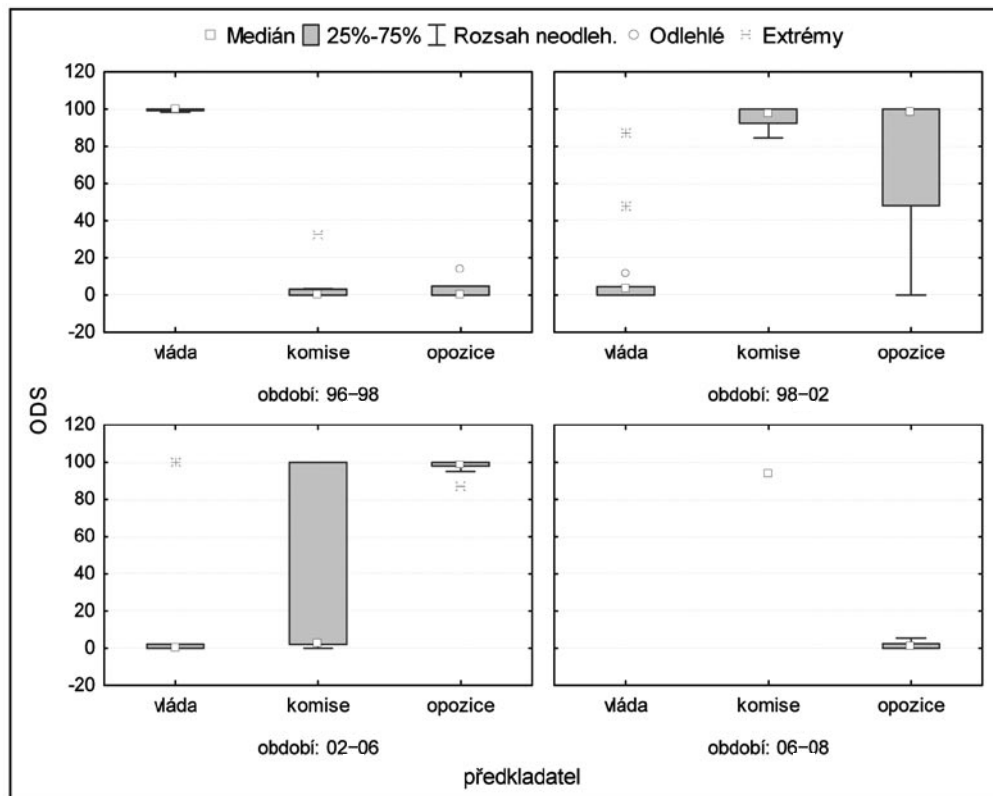 Medián 25%-75% Rozsah neodleh. Odlehlé Extrémy
120
100
80
60
40
20
0
-20
vláda komise opozice vláda komise opozice
období: 96–98 období: 98–02
ODS
120
100
80
60
40
20
0
-20
vláda komise opozice vláda komise opozice
období: 02–06 období: 06–08
předkladatel